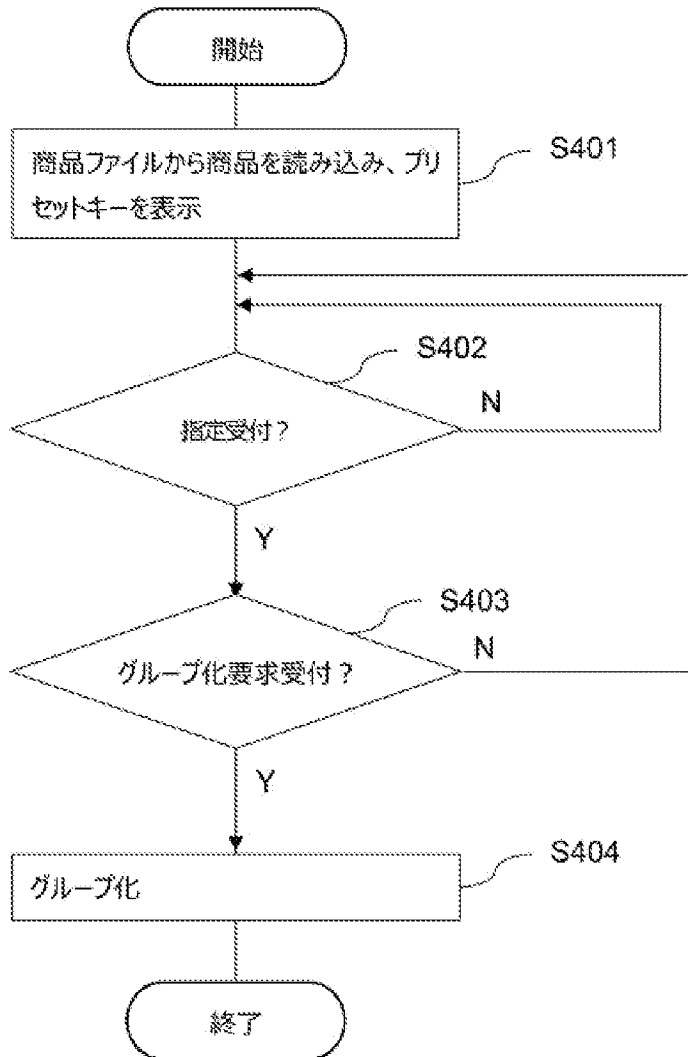 開始
商品ファイルから商品を読み込み、プリ
セットキーを表示
S401
S402
指定受付？
N
Y
S403
グループ化要求受付？
N
Y
S404
グループ化
終了